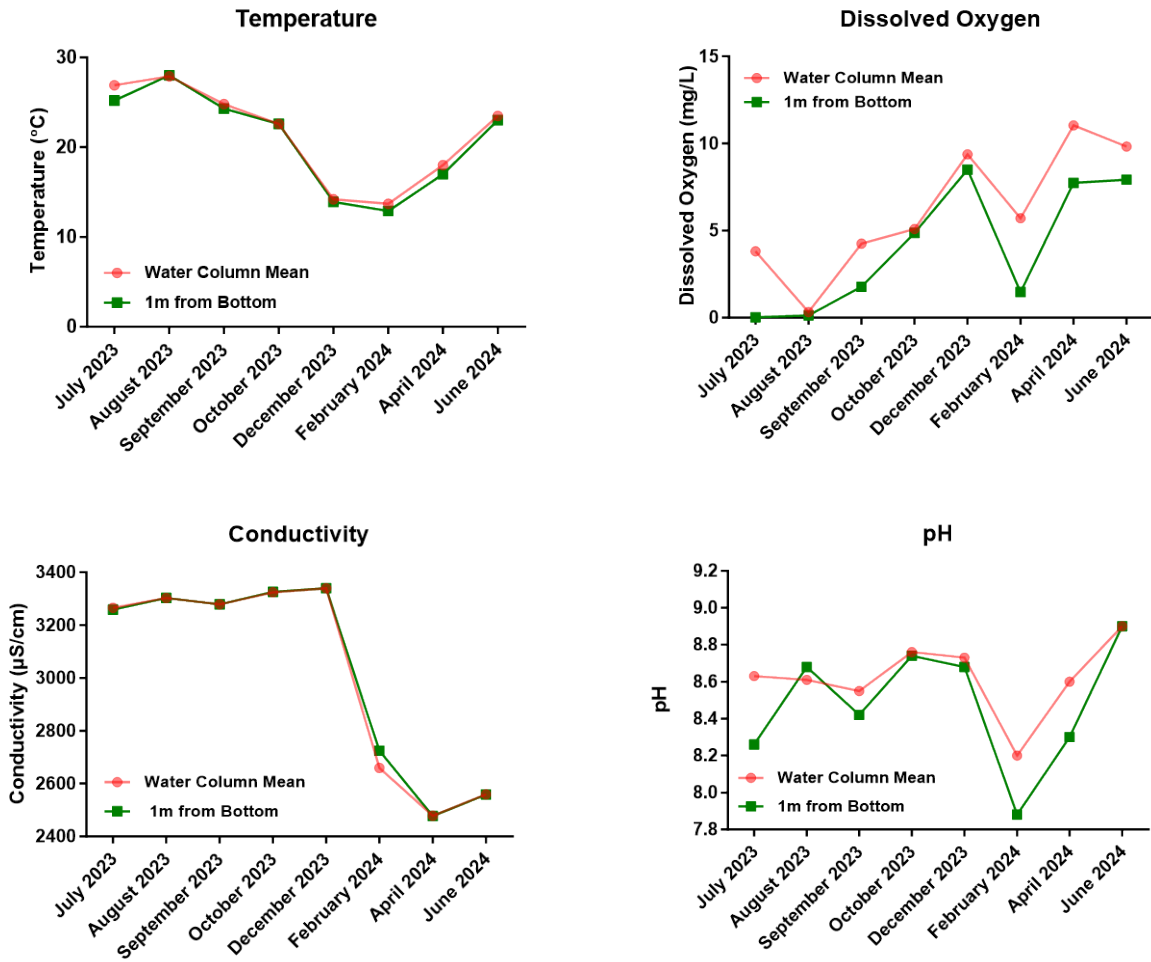 Temperature
Temperature (°C)
30
20
10
0
Water Column Mean
1m from Bottom
July 2023
August 2023
September 2023
October 2023
December 2023
February 2024
April 2024
June 2024
Dissolved Oxygen
Dissolved Oxygen (mg/L)
15
10
5
0
Water Column Mean
1m from Bottom
July 2023
August 2023
September 2023
October 2023
December 2023
February 2024
April 2024
June 2024
Conductivity
Conductivity (µS/cm)
3400
3200
3000
2800
2600
2400
Water Column Mean
1m from Bottom
July 2023
August 2023
September 2023
October 2023
December 2023
February 2024
April 2024
June 2024
pH
pH
9.2
9.0
8.8
8.6
8.4
8.2
8.0
7.8
Water Column Mean
1m from Bottom
July 2023
August 2023
September 2023
October 2023
December 2023
February 2024
April 2024
June 2024